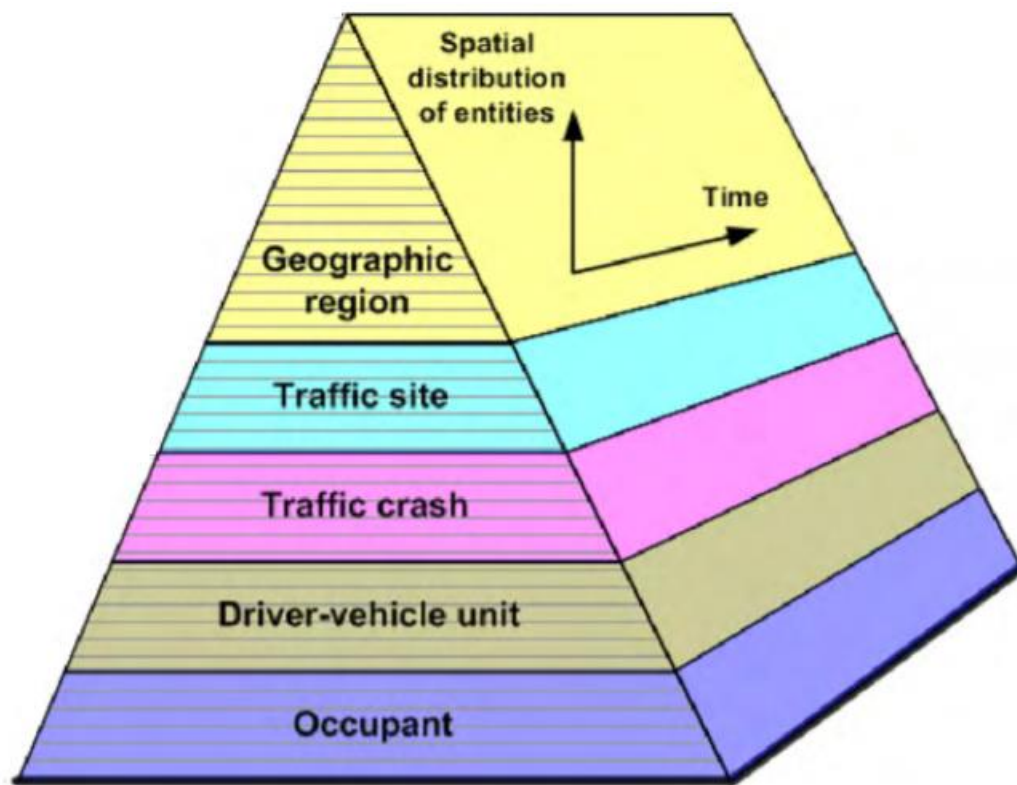 Spatial
distribution
of entities
Time
Geographic
region
Traffic site
Traffic crash
Driver-vehicle unit
Occupant